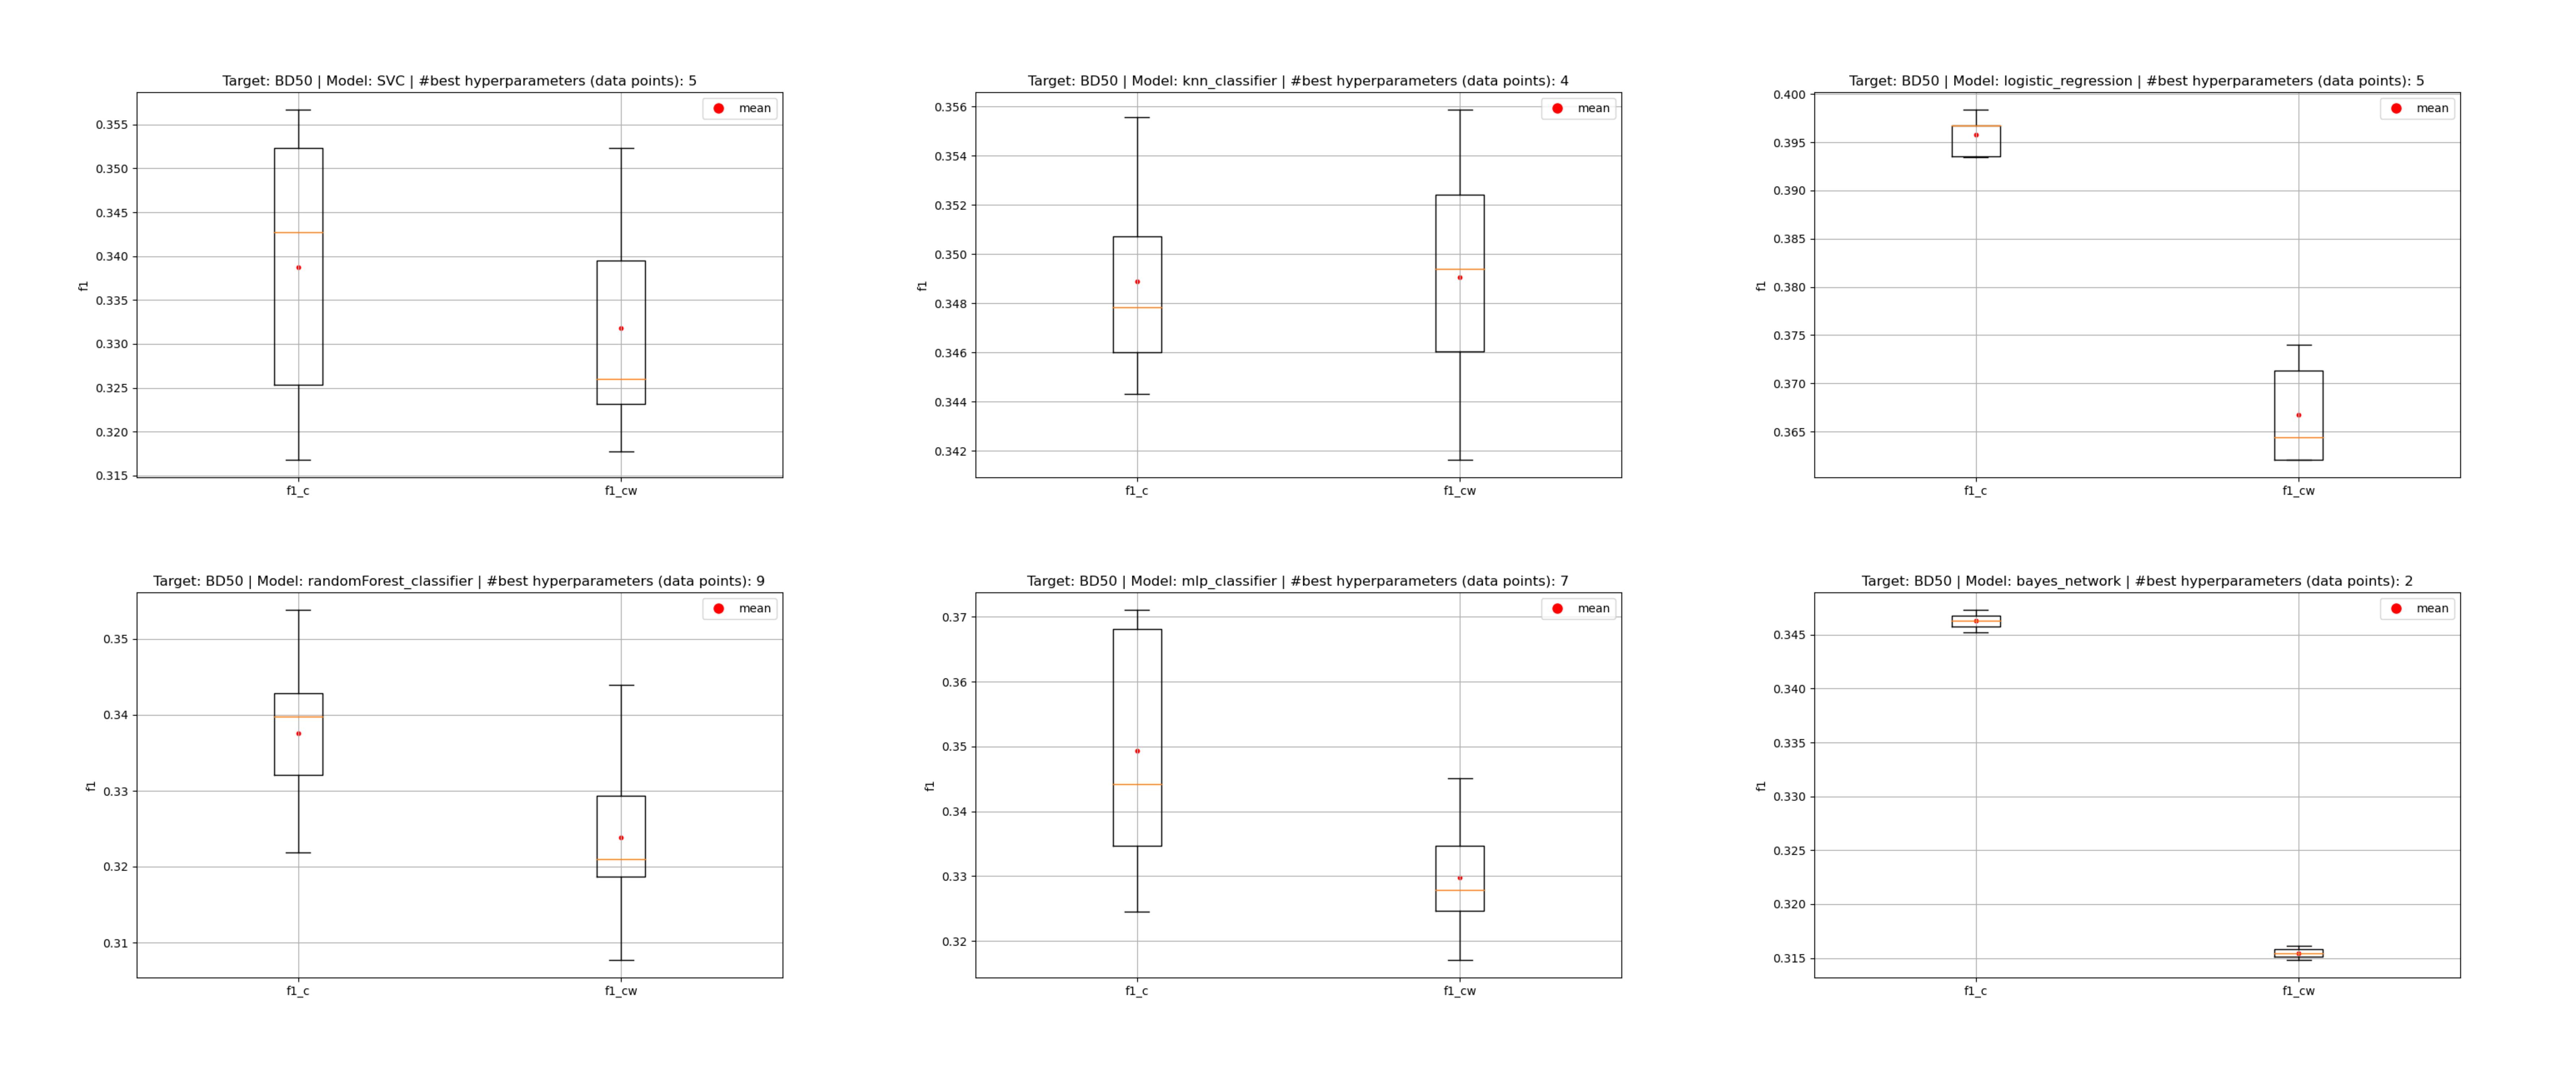 Target: BD50 | Model: SVC | #best hyperparameters (data points): 5
mean
0.355
0.350
0.345
0.340
0.335
0.330
0.325
0.320
0.315
f1
f1_c
f1_cw
Target: BD50 | Model: knn_classifier | #best hyperparameters (data points): 4
mean
0.356
0.354
0.352
0.350
0.348
0.346
0.344
0.342
f1
f1_c
f1_cw
Target: BD50 | Model: logistic_regression | #best hyperparameters (data points): 5
mean
0.400
0.395
0.390
0.385
0.380
0.375
0.370
0.365
f1
f1_c
f1_cw
Target: BD50 | Model: randomForest_classifier | #best hyperparameters (data points): 9
mean
0.35
0.34
0.33
0.32
0.31
f1
f1_c
f1_cw
Target: BD50 | Model: mlp_classifier | #best hyperparameters (data points): 7
mean
0.37
0.36
0.35
0.34
0.33
0.32
f1
f1_c
f1_cw
Target: BD50 | Model: bayes_network | #best hyperparameters (data points): 2
mean
0.345
0.340
0.335
0.330
0.325
0.320
0.315
f1
f1_c
f1_cw